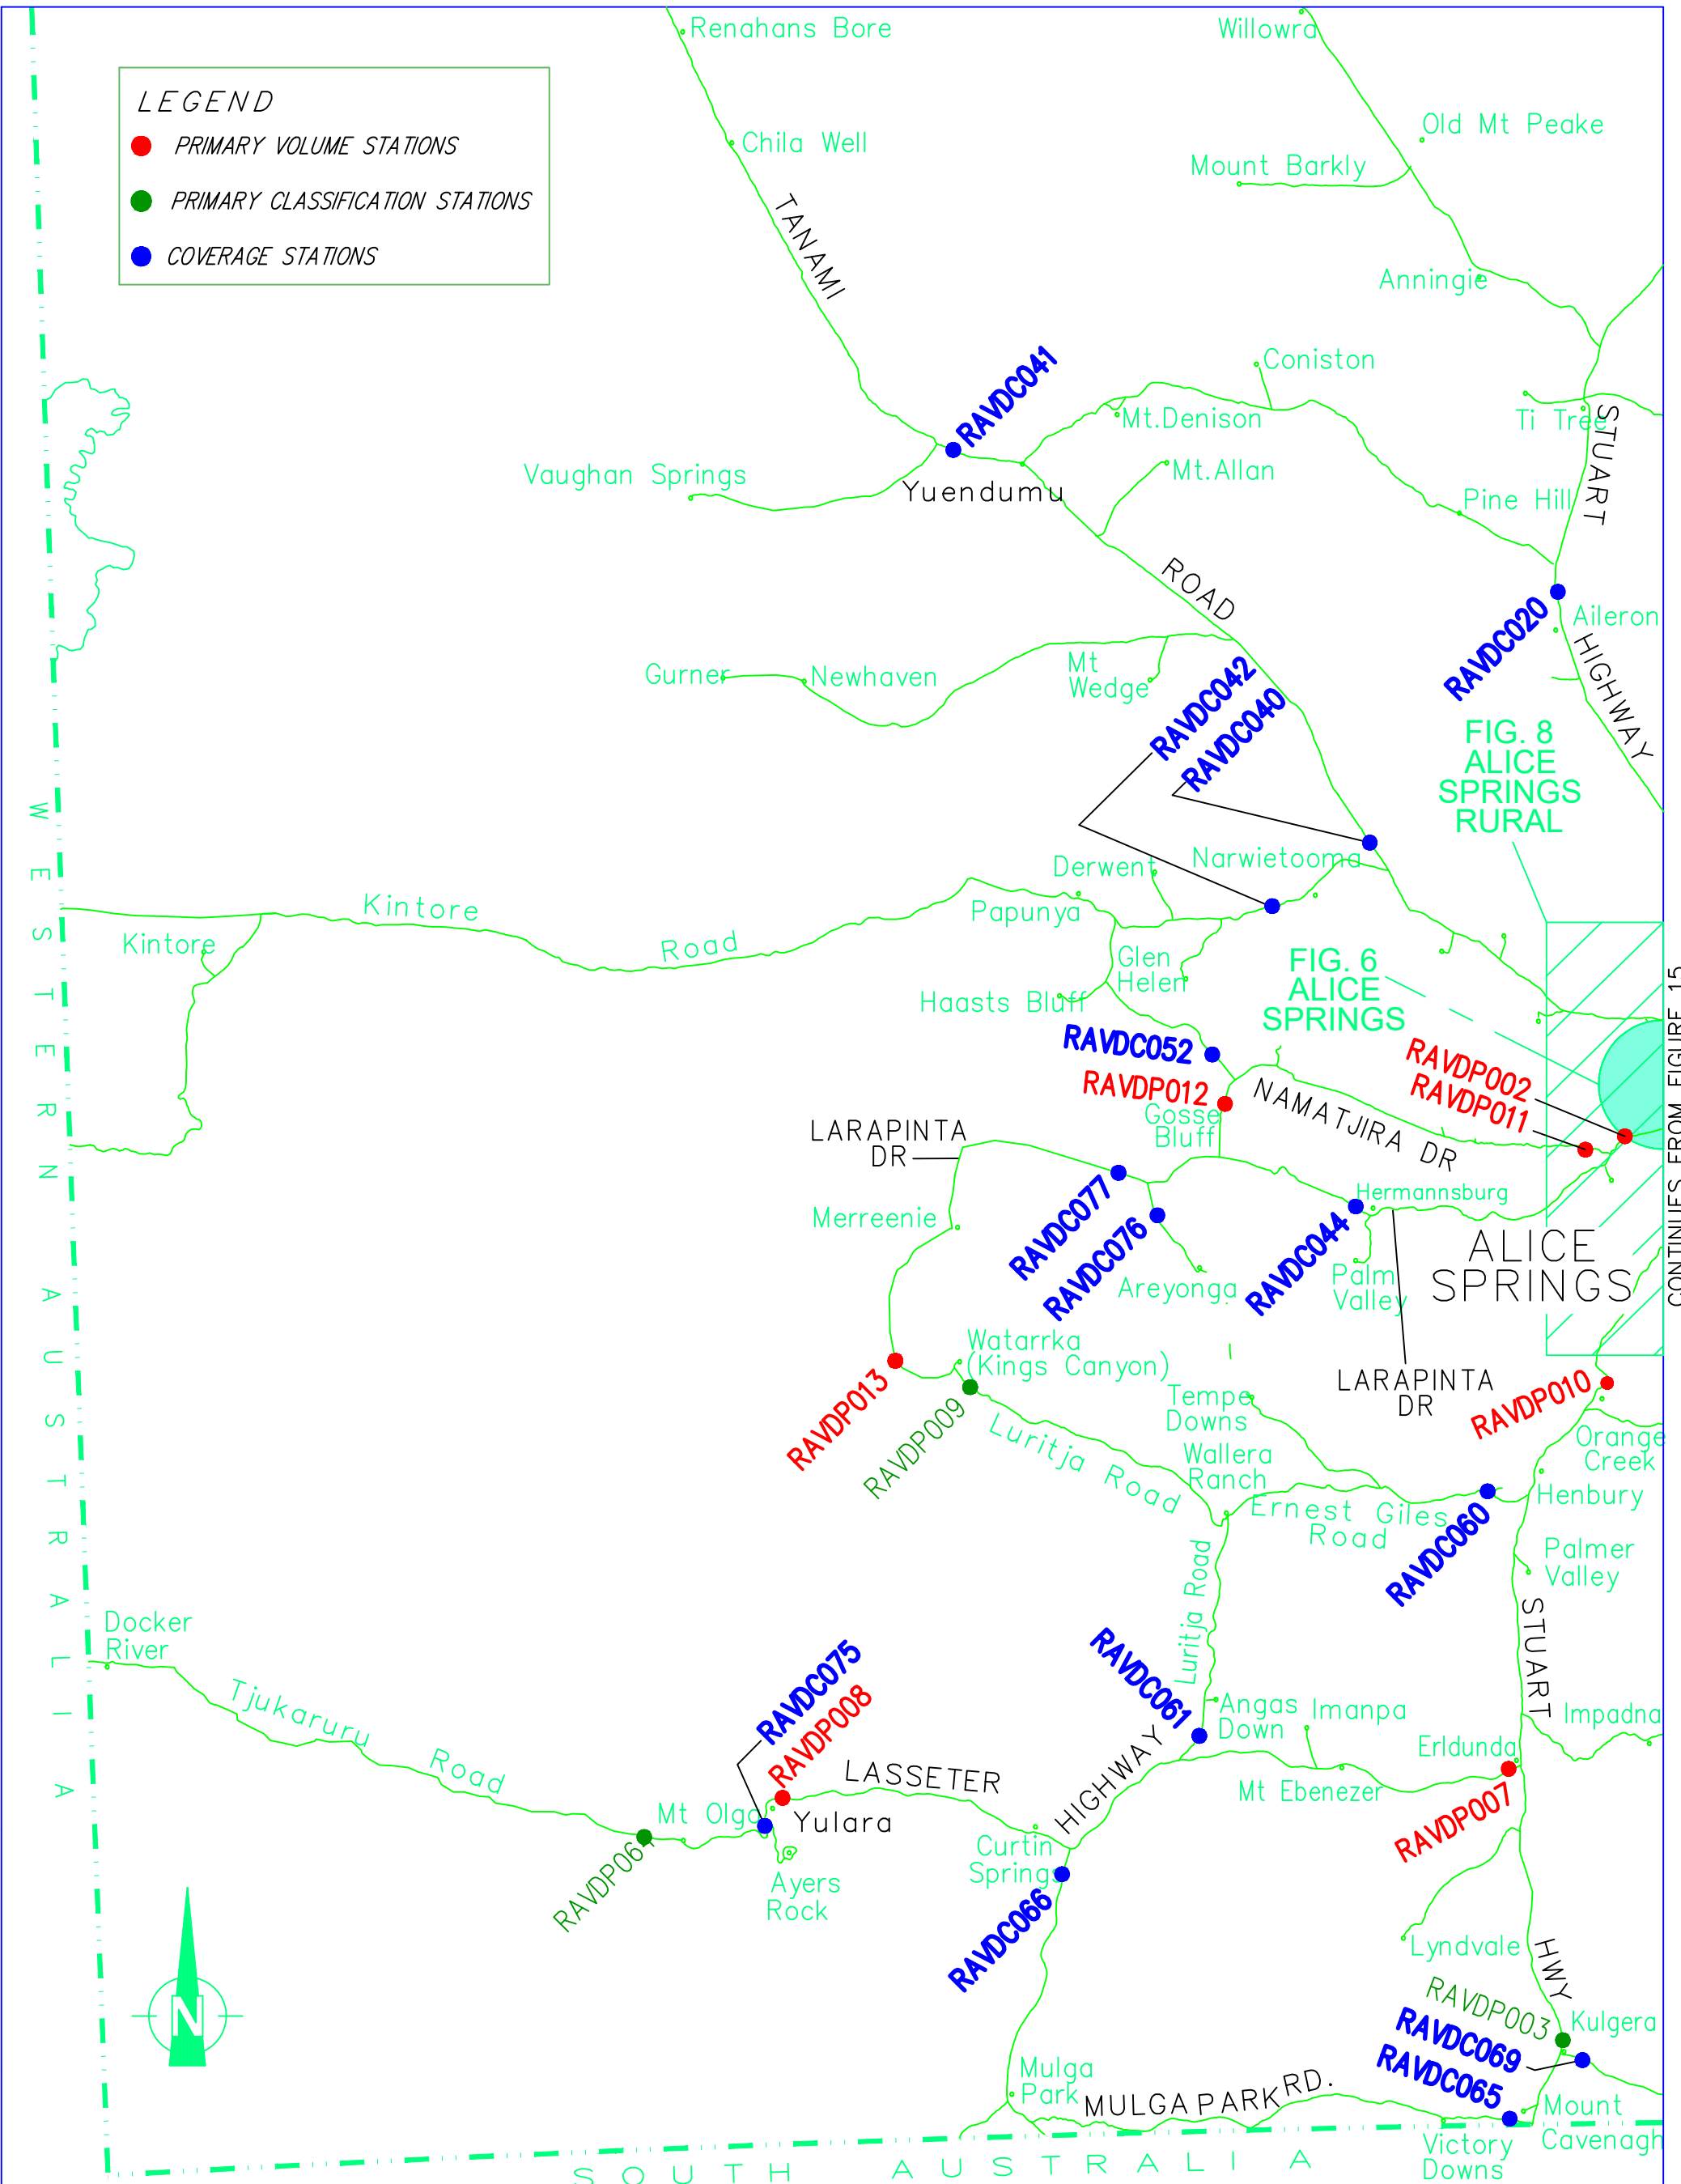 Renahans Bore
Willowra
LEGEND
PRIMARY VOLUME STATIONS
PRIMARY CLASSIFICATION STATIONS
COVERAGE STATIONS
Chila Well
Old Mt Peake
Mount Barkly
TANAMI
Anningie
RAVDC041
Coniston
Mt.Denison
Ti Tree
STUART
Vaughan Springs
Mt.Allan
Yuendumu
Pine Hill
ROAD
RAVDC020
Aileron
HIGHWAY
Gurner
Newhaven
Mt
Wedge
RAVDC042
RAVDC040
FIG. 8
ALICE
SPRINGS
RURAL
WESTERN AUSTRALIA
Derwent
Narwietooma
Kintore
Road
Papunya
Kintore
Glen
Helen
Haasts Bluff
FIG. 6
ALICE
SPRINGS
CONTINUES FROM FIGURE 15
RAVDC052
RAVDP012
Gosse
Bluff
RAVDP002
RAVDP011
NAMATJIRA DR
LARAPINTA
DR
Merreenie
RAVDC077
RAVDC076
Areyonga
RAVDC044
Hermannsburg
Palm
Valley
ALICE
SPRINGS
Watarrka
(Kings Canyon)
LARAPINTA
DR
RAVDP013
RAVDP009
Luritja Road
Tempe
Downs
Wallera
Ranch
RAVDP010
Orange
Creek
Henbury
Ernest Giles
Road
RAVDC060
Palmer
Valley
Luritja Road
STUART
Docker
River
Tjukaruru
Road
RAVDC075
RAVDP008
RAVDC061
Angas
Down
Imanpa
Impadna
Erldunda
LASSETER
HIGHWAY
Mt Ebenezer
RAVDP007
Mt Olga
Yulara
Curtin
Springs
RAVDP064
Ayers
Rock
RAVDC066
Lyndvale
HWY
N
RAVDP003
Kulgera
RAVDC069
RAVDC065
Mulga
Park
MULGA PARK RD.
Mount
Cavenagh
Victory
Downs
SOUTH AUSTRALIA